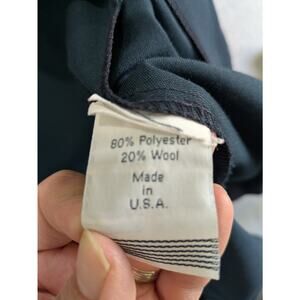 80% Polyester
20% Wool
Made
in
U.S.A.